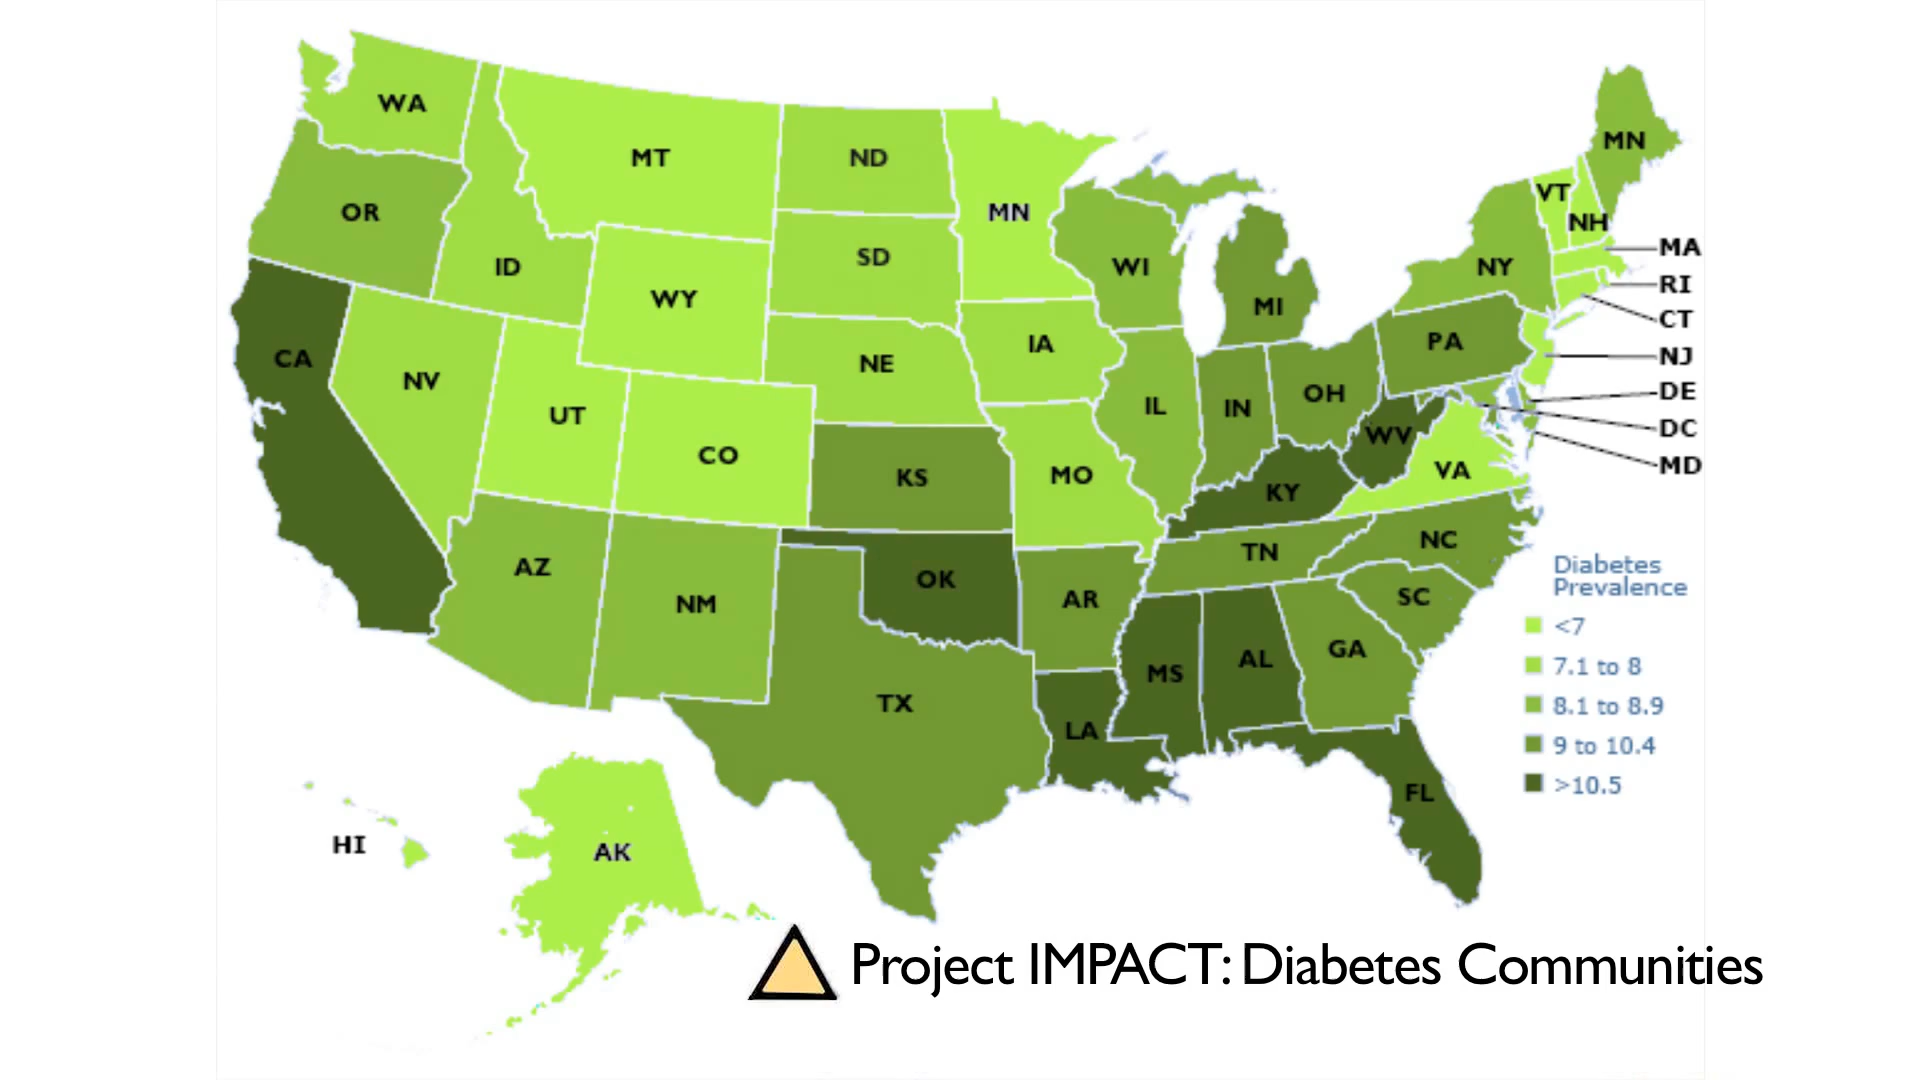 WA
MT
ND
MN
MN
OR
ID
SD
WI
VT
NH
MA
WY
MI
NY
RI
CT
CA
NV
NE
IA
PA
NJ
UT
CO
IL
IN
OH
DE
DC
KS
MO
WV
VA
MD
KY
AZ
NM
OK
AR
TN
NC
SC
Diabetes
Prevalence
TX
MS
AL
GA
<7
7.1 to 8
8.1 to 8.9
LA
9 to 10.4
FL
>10.5
HI
AK
Project IMPACT: Diabetes Communities